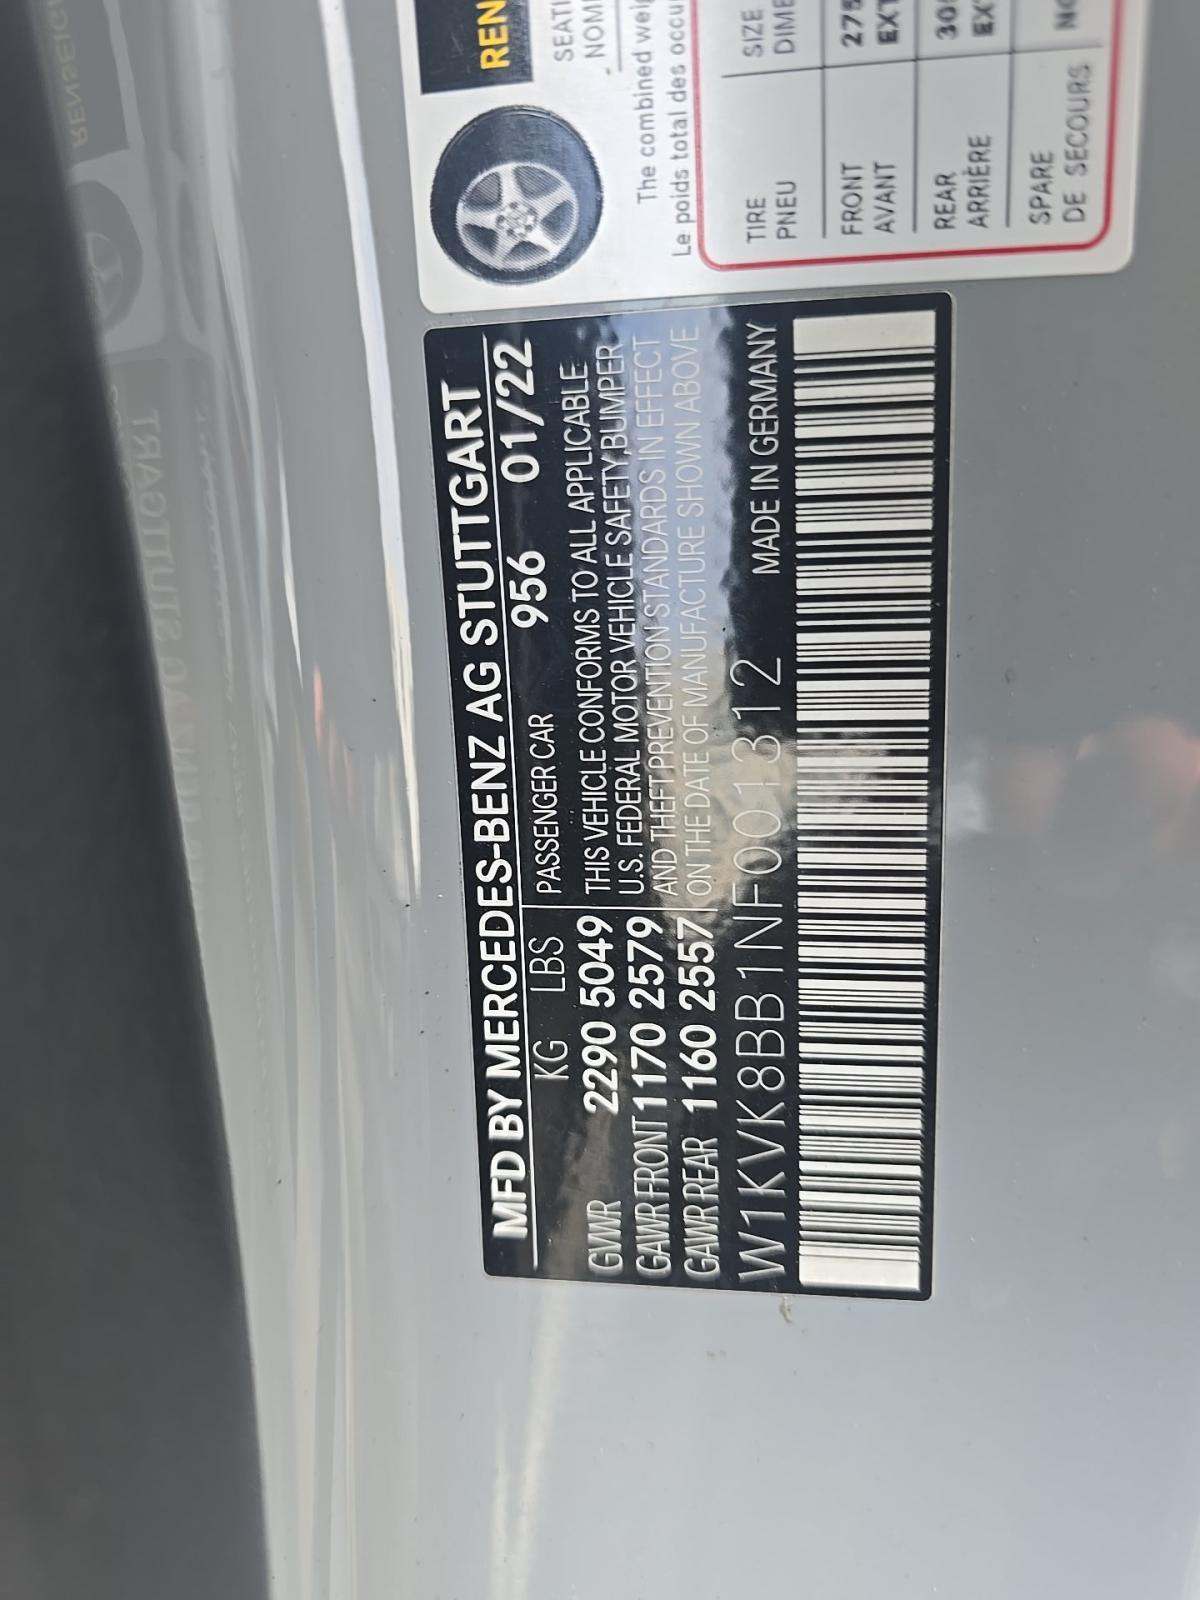 MFD BY MERCEDES-BENZ AG STUTTGART
KG LBS PASSENGER CAR 956 01/22
GVWR 2290 5049 THIS VEHICLE CONFORMS TO ALL APPLICABLE
GAWR FRONT 1170 2579 U.S. FEDERAL MOTOR VEHICLE SAFETY, BUMPER
GAWR REAR 1160 2557 AND THEFT PREVENTION STANDARDS IN EFFECT
ON THE DATE OF MANUFACTURE SHOWN ABOVE
W1KVK8BB1NF001312 MADE IN GERMANY
The combined
Le poids total des
TIRE SIZE
PNEU
FRONT
AVANT
REAR
ARRIÈRE
SPARE
DE SECOURS
STUTTGART